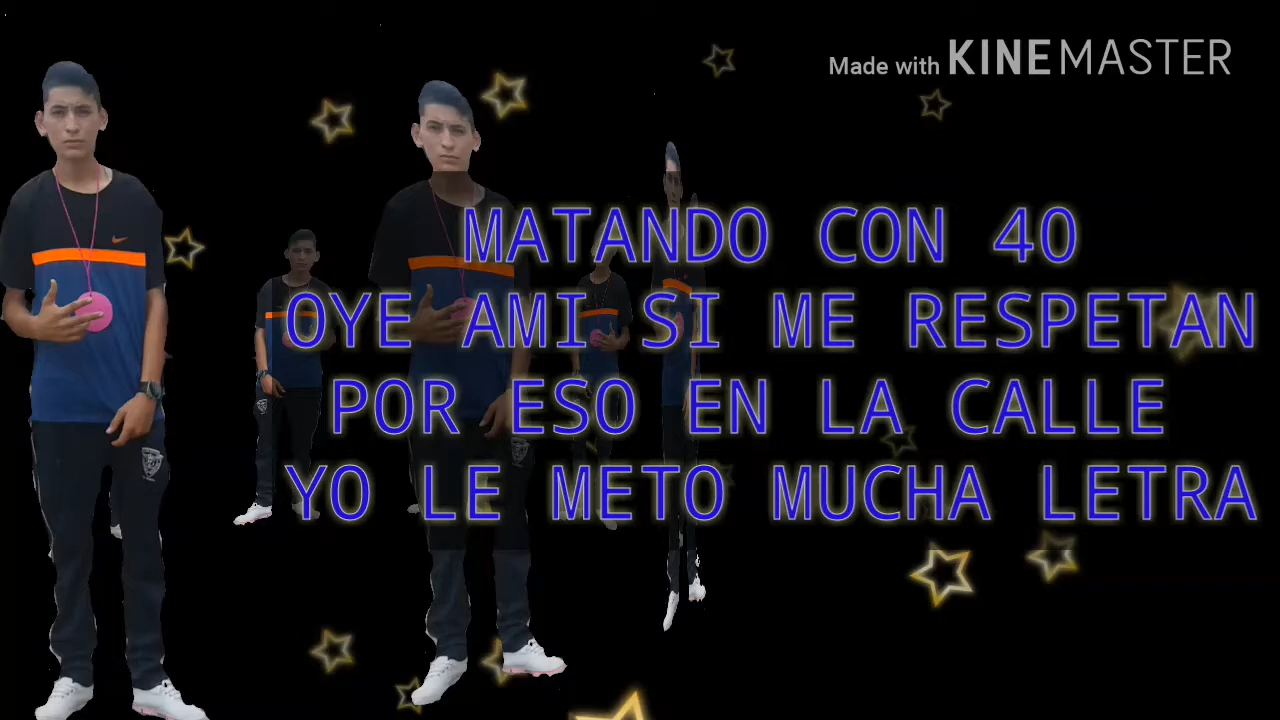 Made with KINEMASTER
MATANDO CON 40
OYE AMI SI ME RESPETAN
POR ESO EN LA CALLE
YO LE METO MUCHA LETRA